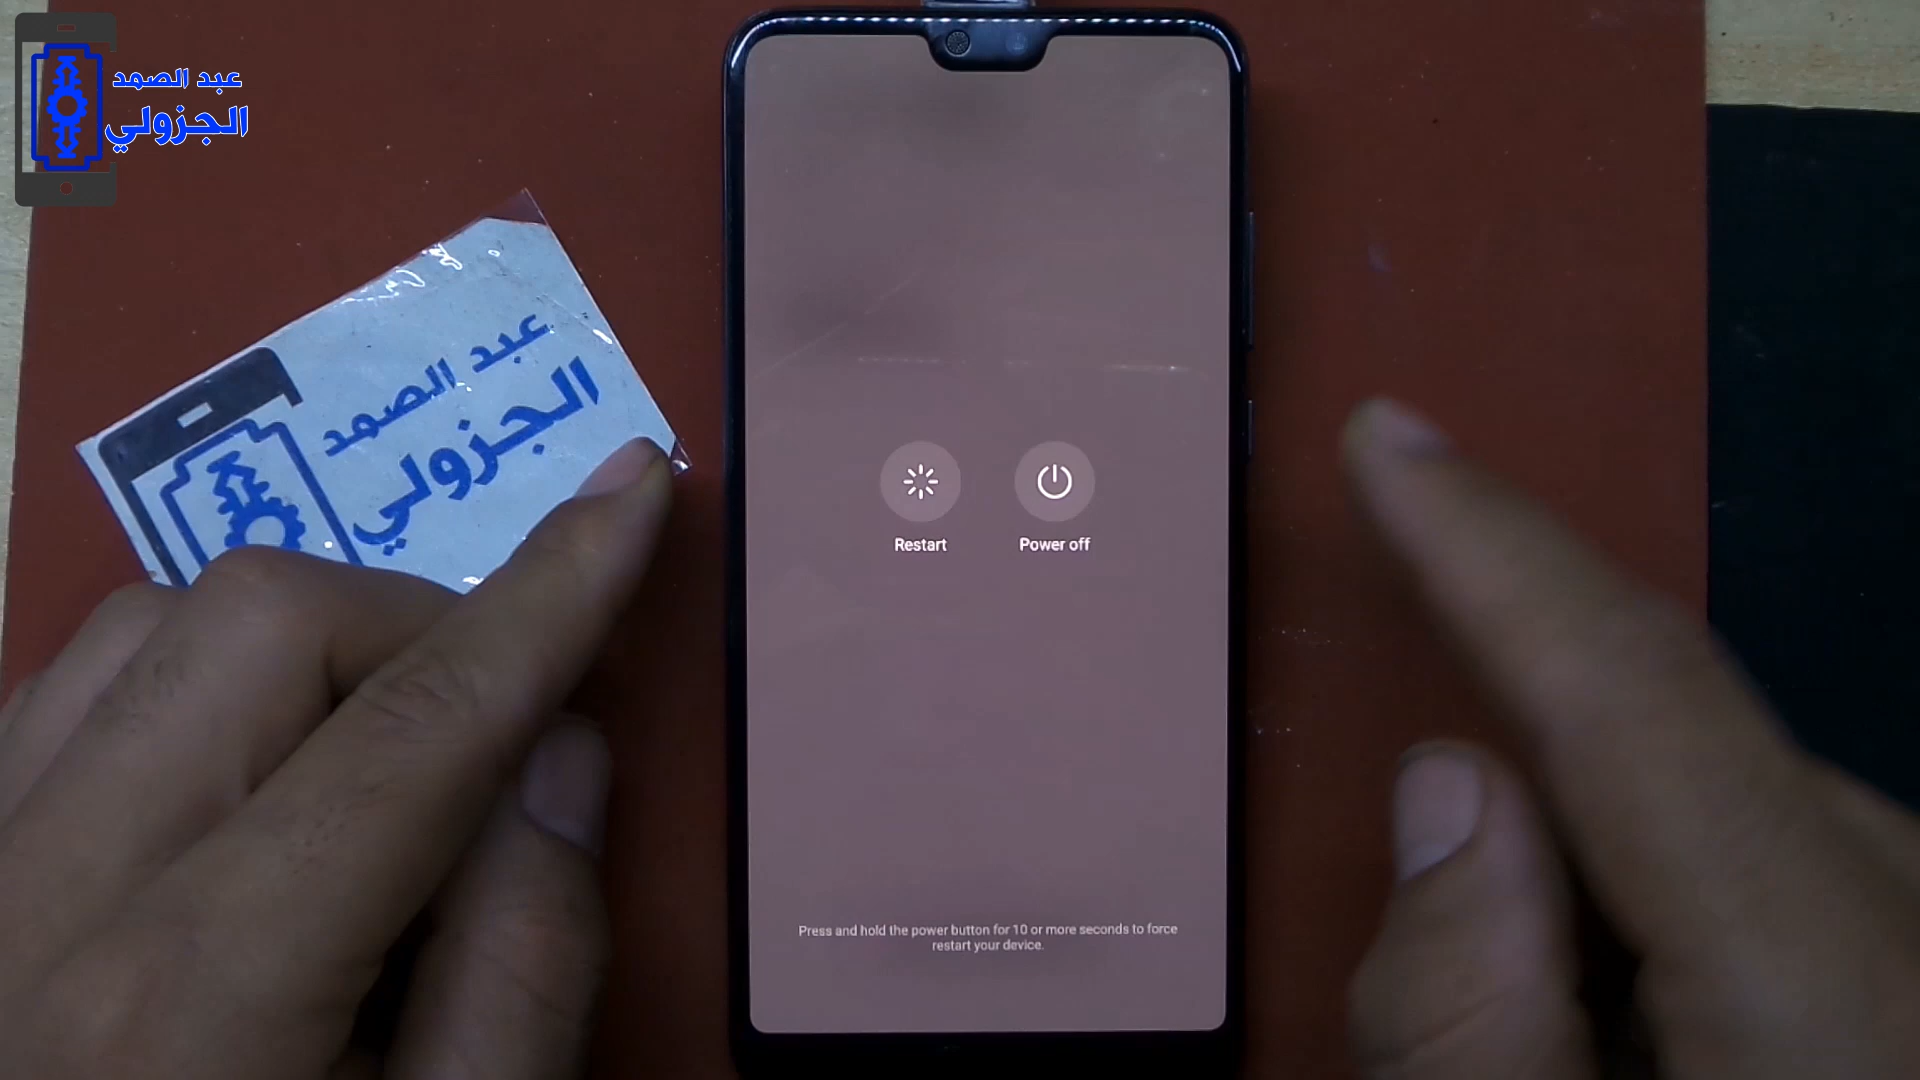 عبد الصمد
الجزولي
عبد الصمد
الجزولي
Restart
Power off
Press and hold the power button for 10 or more seconds to force
restart your device.